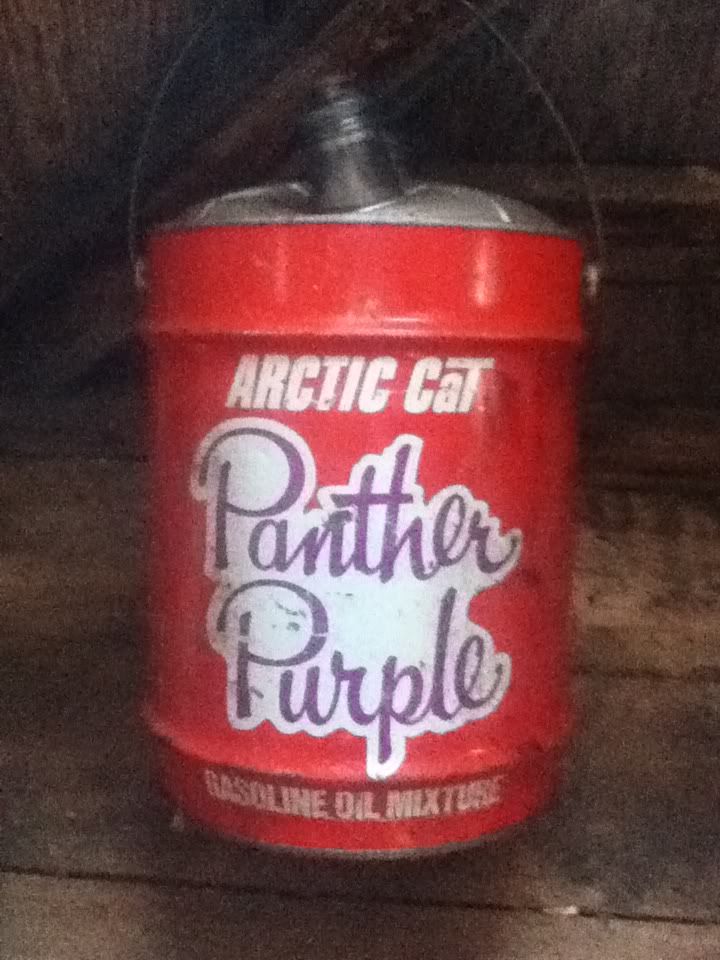 ARCTIC CaT
Panther
Purple
GASOLINE OIL MIXTURE